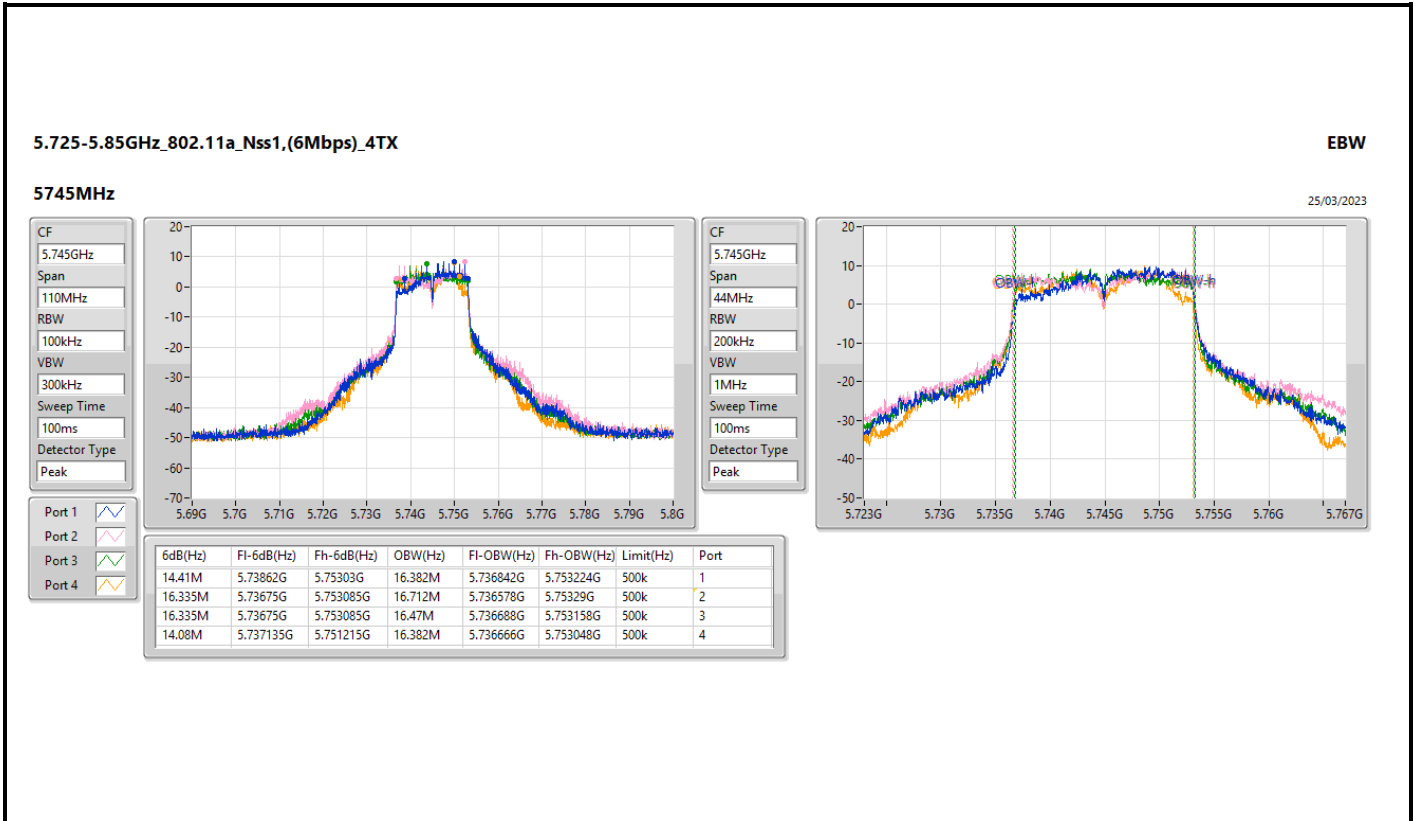 5.725-5.85GHz_802.11a_Nss1,(6Mbps)_4TX
EBW
5745MHz
25/03/2023
CF
5.745GHz
Span
110MHz
RBW
100kHz
VBW
300kHz
Sweep Time
100ms
Detector Type
Peak
Port 1
Port 2
Port 3
Port 4
20
10
0
-10
-20
-30
-40
-50
-60
-70
5.69G 5.7G 5.71G 5.72G 5.73G 5.74G 5.75G 5.76G 5.77G 5.78G 5.79G 5.8G
CF
5.745GHz
Span
44MHz
RBW
200kHz
VBW
1MHz
Sweep Time
100ms
Detector Type
Peak
20
10
0
-10
-20
-30
-40
-50
5.723G 5.73G 5.735G 5.74G 5.745G 5.75G 5.755G 5.76G 5.767G
6dB(Hz) Fl-6dB(Hz) Fh-6dB(Hz) OBW(Hz) Fl-OBW(Hz) Fh-OBW(Hz) Limit(Hz) Port
14.41M 5.73862G 5.75303G 16.382M 5.736842G 5.753224G 500k 1
16.335M 5.73675G 5.753085G 16.712M 5.736578G 5.75329G 500k 2
16.335M 5.73675G 5.753085G 16.47M 5.736688G 5.753158G 500k 3
14.08M 5.737135G 5.751215G 16.382M 5.736666G 5.753048G 500k 4